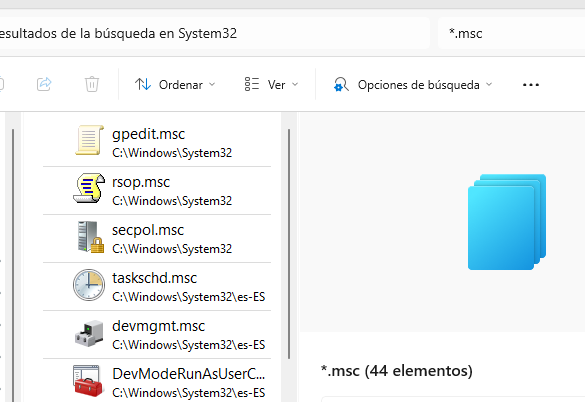 esultados de la búsqueda en System32
*.msc
Ordenar
Ver
Opciones de búsqueda
gpedit.msc
C:\Windows\System32
rsop.msc
C:\Windows\System32
secpol.msc
C:\Windows\System32
taskschd.msc
C:\Windows\System32\es-ES
devmgmt.msc
C:\Windows\System32\es-ES
DevModeRunAsUserC...
C:\Windows\System32\es-ES
*.msc (44 elementos)